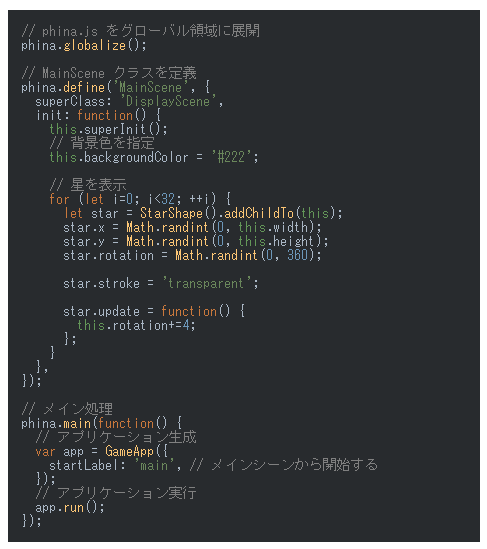 // phina.js をグローバル領域に展開
phina.globalize();
// MainScene クラスを定義
phina.define('MainScene', {
superClass: 'DisplayScene',
init: function() {
this.superInit();
// 背景色を指定
this.backgroundColor = '#222';
// 星を表示
for (let i=0; i<32; ++i) {
let star = StarShape().addChildTo(this);
star.x = Math.randint(0, this.width);
star.y = Math.randint(0, this.height);
star.rotation = Math.randint(0, 360);
star.stroke = 'transparent';
star.update = function() {
this.rotation+=4;
};
}
},
});
// メイン処理
phina.main(function() {
// アプリケーション生成
var app = GameApp({
startLabel: 'main', // メインシーンから開始する
});
// アプリケーション実行
app.run();
});